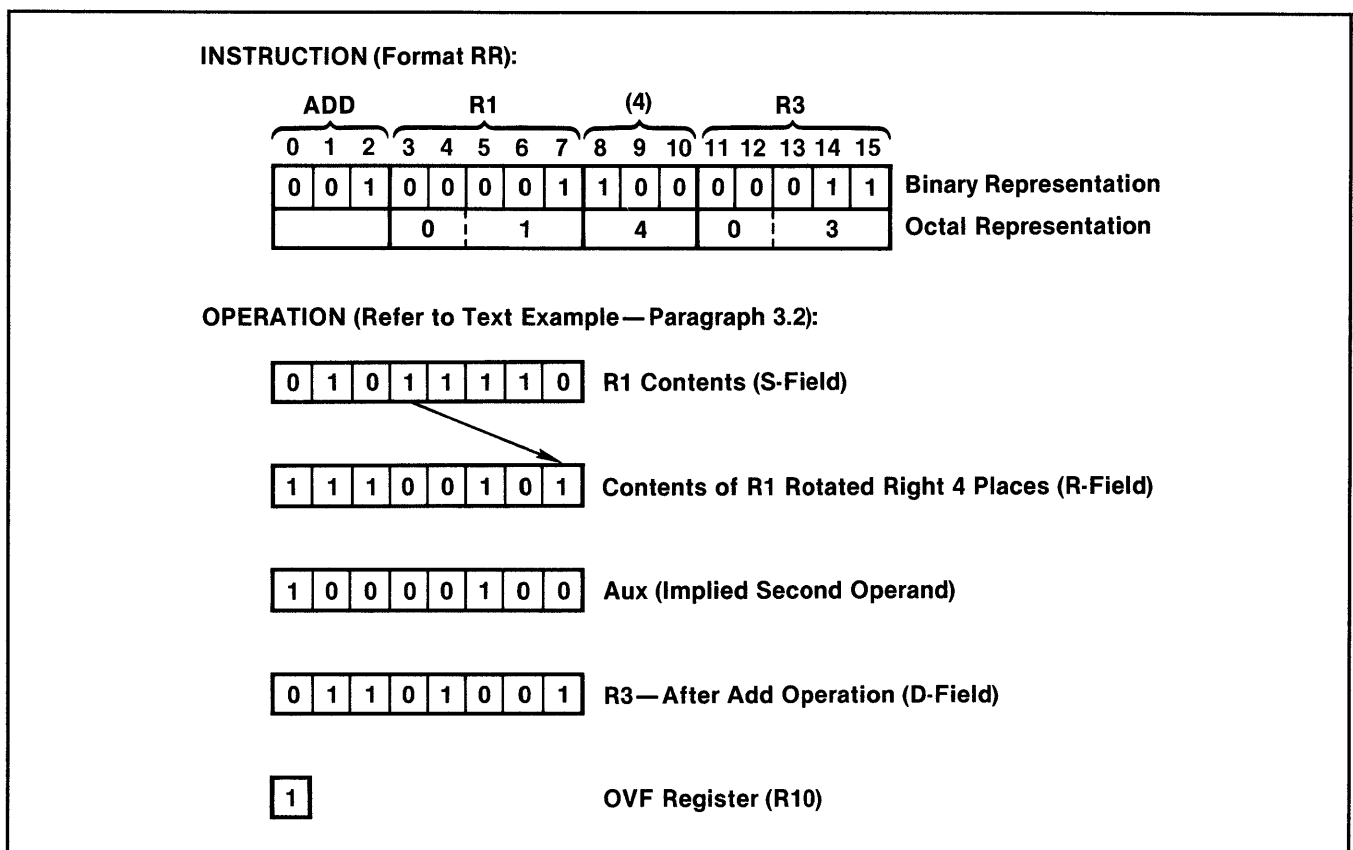 INSTRUCTION (Format RR):
ADD R1 (4) R3
0 1 2 3 4 5 6 7 8 9 10 11 12 13 14 15
0 0 1 0 0 0 0 1 1 0 0 0 0 0 1 1 Binary Representation
0 1 4 0 3 Octal Representation
OPERATION (Refer to Text Example—Paragraph 3.2):
0 1 0 1 1 1 1 0 R1 Contents (S-Field)
1 1 1 0 0 1 0 1 Contents of R1 Rotated Right 4 Places (R-Field)
1 0 0 0 0 1 0 0 Aux (Implied Second Operand)
0 1 1 0 1 0 0 1 R3—After Add Operation (D-Field)
1 OVF Register (R10)